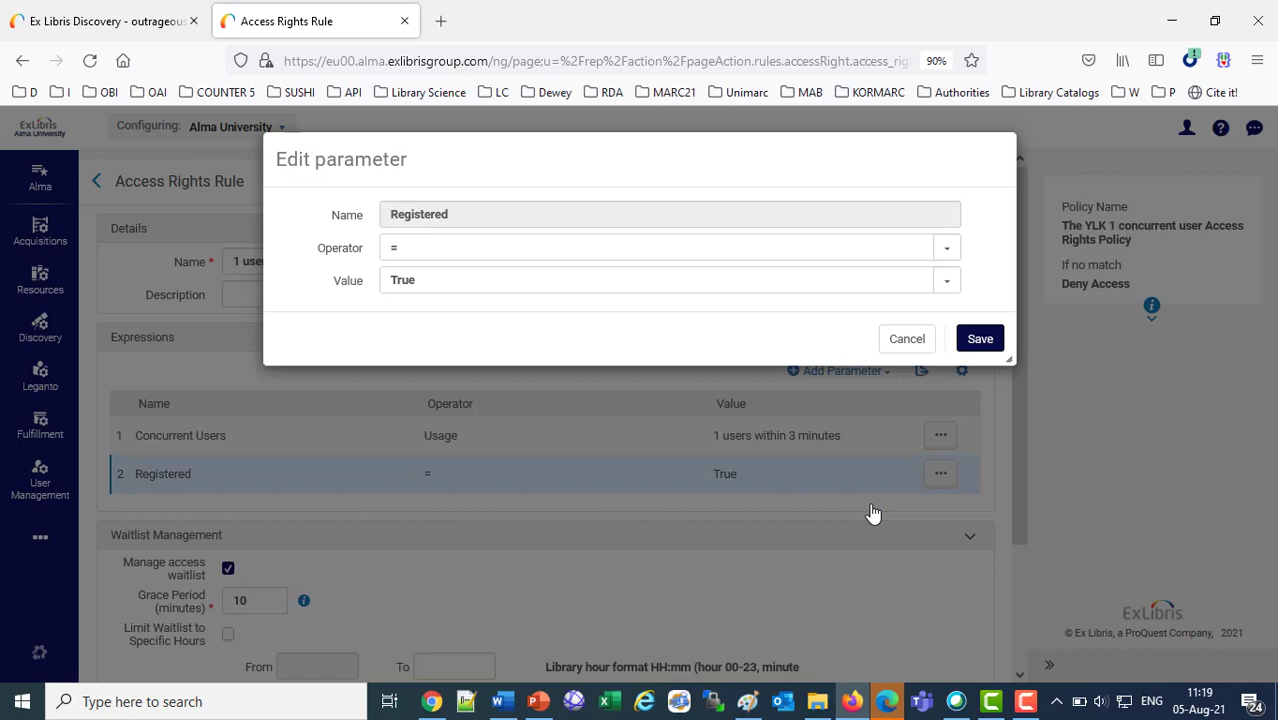 Ex Libris Discovery - outrageous
Access Rights Rule
https://eu00.alma.exlibrisgroup.com/ng/page;u=%2Frep%2Faction%2FpageAction.rules.accessRight.access_rig
90%
D
I
OBI
OAI
COUNTER 5
SUSHI
API
Library Science
LC
Dewey
RDA
MARC21
Unimarc
MAB
KORMARC
Authorities
Library Catalogs
W
P
Cite it!
ExLibris
Alma University
Configuring: Alma University
Alma
Acquisitions
Resources
Discovery
Leganto
Fulfillment
User
Management
Access Rights Rule
Details
Name * 1 user
Description
Edit parameter
Name Registered
Operator =
Value True
Cancel
Save
Policy Name
The YLK 1 concurrent user Access
Rights Policy
If no match
Deny Access
Expressions
Add Parameter
Name Operator Value
1 Concurrent Users Usage 1 users within 3 minutes
2 Registered = True
Waitlist Management
Manage access
waitlist
Grace Period
(minutes) * 10
Limit Waitlist to
Specific Hours
From To Library hour format HH:mm (hour 00-23, minute
ExLibris
© Ex Libris, a ProQuest Company, 2021
Type here to search
ENG
11:19
05-Aug-21
24